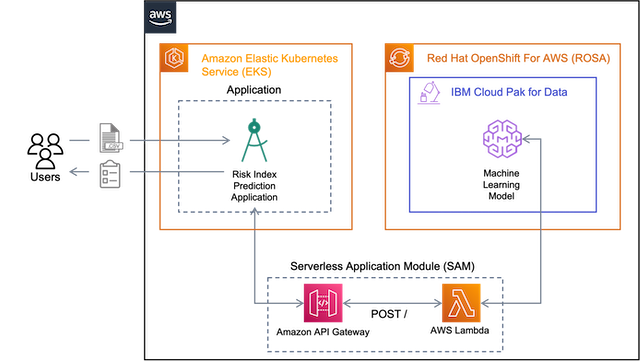 aws
Amazon Elastic Kubernetes
Service (EKS)
Red Hat OpenShift For AWS (ROSA)
Application
IBM Cloud Pak for Data
CSV
Users
Risk Index
Prediction
Application
Machine
Learning
Model
Serverless Application Module (SAM)
POST /
Amazon API Gateway
AWS Lambda